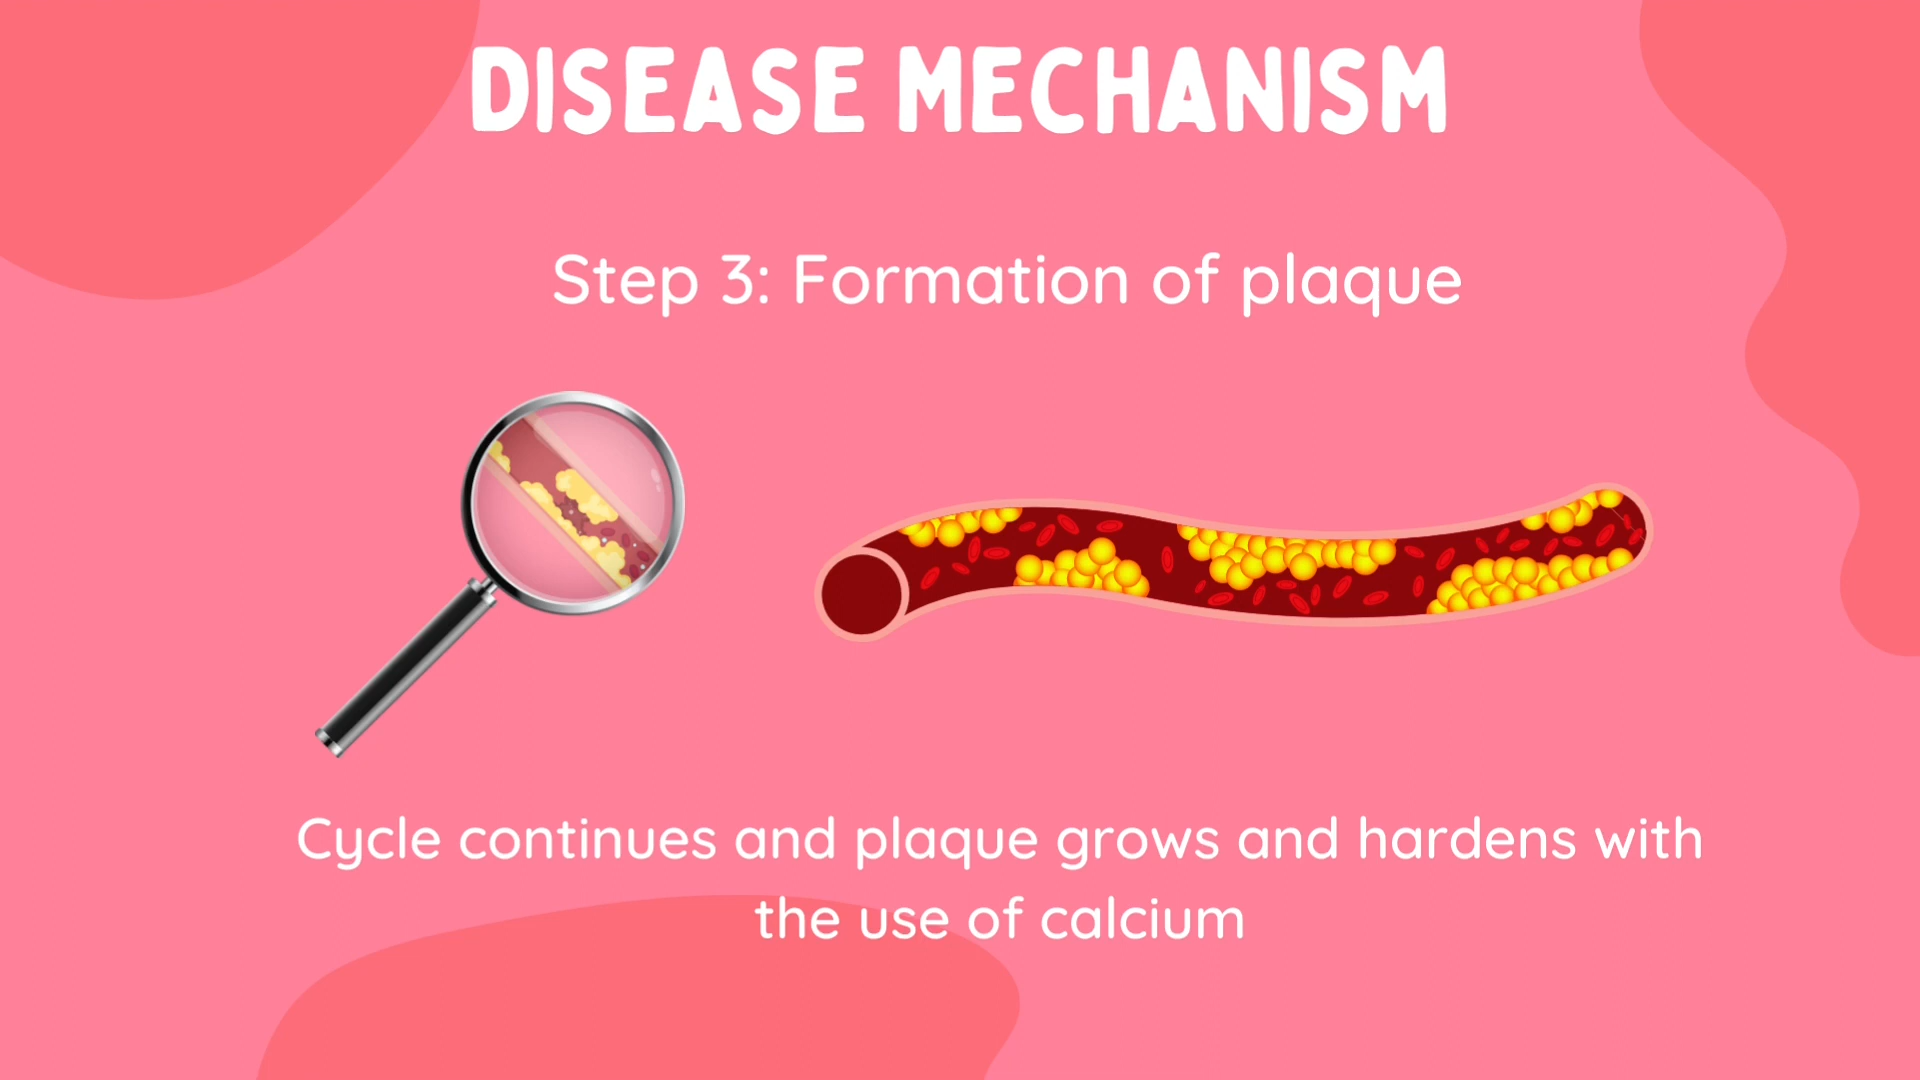 DISEASE MECHANISM
Step 3: Formation of plaque
Cycle continues and plaque grows and hardens with
the use of calcium